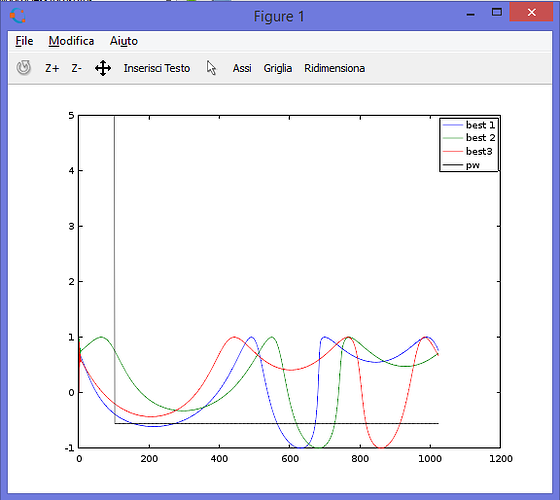 Figure 1
File Modifica Aiuto
Z+ Z- Inserisci Testo Assi Griglia Ridimensiona
5
best 1
best 2
best3
pw
4
3
2
1
0
-1
0 200 400 600 800 1000 1200